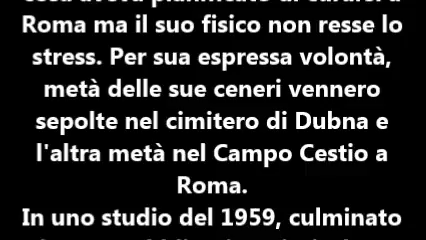 Roma ma il suo fisico non resse lo
stress. Per sua espressa volontà,
metà delle sue ceneri vennero
sepolte nel cimitero di Dubna e
l'altra metà nel Campo Cestio a
Roma.
In uno studio del 1959, culminato